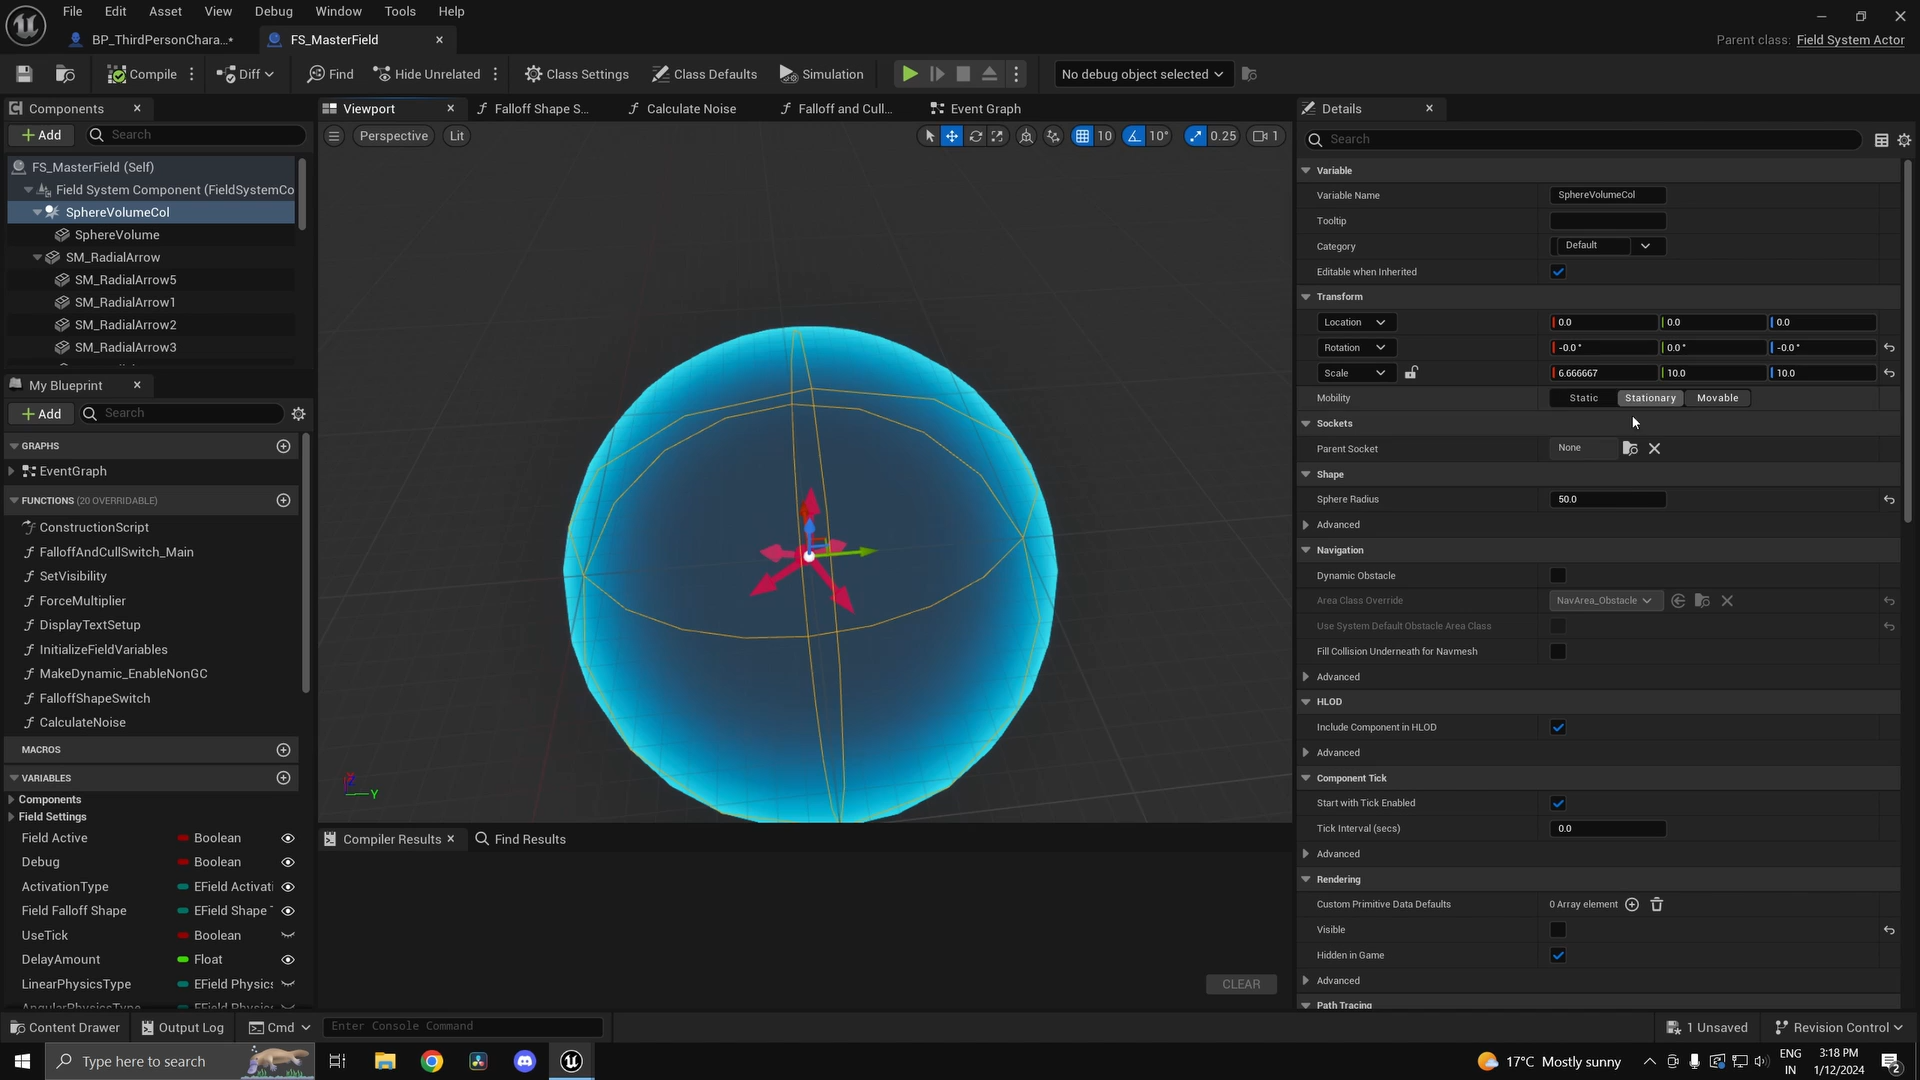 File Edit Asset View Debug Window Tools Help
BP_ThirdPersonChara...* FS_MasterField Parent class: Field System Actor
Compile Diff Find Hide Unrelated Class Settings Class Defaults Simulation No debug object selected
Components
Add Search
FS_MasterField (Self)
Field System Component (FieldSystemCo
SphereVolumeCol
SphereVolume
SM_RadialArrow
SM_RadialArrow5
SM_RadialArrow1
SM_RadialArrow2
SM_RadialArrow3
My Blueprint
Add Search
GRAPHS
EventGraph
FUNCTIONS (20 OVERRIDABLE)
ConstructionScript
FalloffAndCullSwitch_Main
SetVisibility
ForceMultiplier
DisplayTextSetup
InitializeFieldVariables
MakeDynamic_EnableNonGC
FalloffShapeSwitch
CalculateNoise
MACROS
VARIABLES
Components
Field Settings
Field Active Boolean
Debug Boolean
ActivationType EField Activati
Field Falloff Shape EField Shape
UseTick Boolean
DelayAmount Float
LinearPhysicsType EField Physics
AngularPhysicsType EField Physics
Viewport Falloff Shape S... Calculate Noise Falloff and Cull... Event Graph
Perspective Lit 10 10° 0.25 1
Y
Compiler Results Find Results
CLEAR
Details
Search
Variable
Variable Name SphereVolumeCol
Tooltip
Category Default
Editable when Inherited
Transform
Location 0.0 0.0 0.0
Rotation -0.0 ° 0.0 ° -0.0 °
Scale 6.666667 10.0 10.0
Mobility Static Stationary Movable
Sockets
Parent Socket None
Shape
Sphere Radius 50.0
Advanced
Navigation
Dynamic Obstacle
Area Class Override NavArea_Obstacle
Use System Default Obstacle Area Class
Fill Collision Underneath for Navmesh
Advanced
HLOD
Include Component in HLOD
Advanced
Component Tick
Start with Tick Enabled
Tick Interval (secs) 0.0
Advanced
Rendering
Custom Primitive Data Defaults 0 Array element
Visible
Hidden in Game
Advanced
Path Tracing
Content Drawer Output Log Cmd Enter Console Command 1 Unsaved Revision Control
Type here to search 17°C Mostly sunny ENG IN 3:18 PM 1/12/2024 2